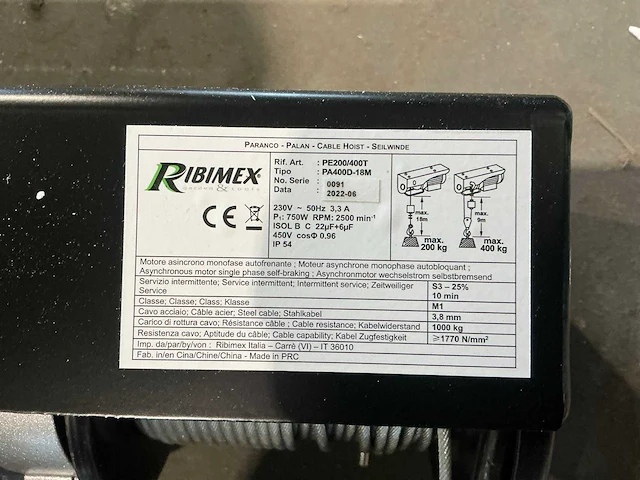 PARANCO - PALAN - CABLE HOIST - SEILWINDE
RIBIMEX
garden & tools
Rif. Art. : PE200/400T
Tipo : PA400D-18M
No. Serie : 0091
Data : 2022-06
230V ~ 50Hz 3,3 A
P₁: 750W RPM: 2500 min⁻¹
ISOL B C 22µF+6µF
450V cosΦ 0.96
IP 54
CE
max. 18m
max. 200 kg
max. 9m
max. 400 kg
Motore asincrono monofase autofrenante ; Moteur asynchrone monophase autobloquant ;
Asynchronous motor single phase self-braking ; Asynchronmotor wechselstrom selbstbremsend
Servizio intermittente; Service intermittent; Intermittent service; Zeitweiliger Service
S3 – 25% 10 min
Classe; Classe; Class; Klasse M1
Cavo acciaio; Câble acier; Steel cable; Stahlkabel 3,8 mm
Carico di rottura cavo; Résistance câble ; Cable resistance; Kabelwiderstand 1000 kg
Resistenza cavo; Aptitude du câble; Cable capability; Kabel Zugfestigkeit ≥1770 N/mm²
Imp. da/par/by/von: Ribimex Italia – Carrè (VI) – IT 36010
Fab. in/en Cina/Chine/China - Made in PRC